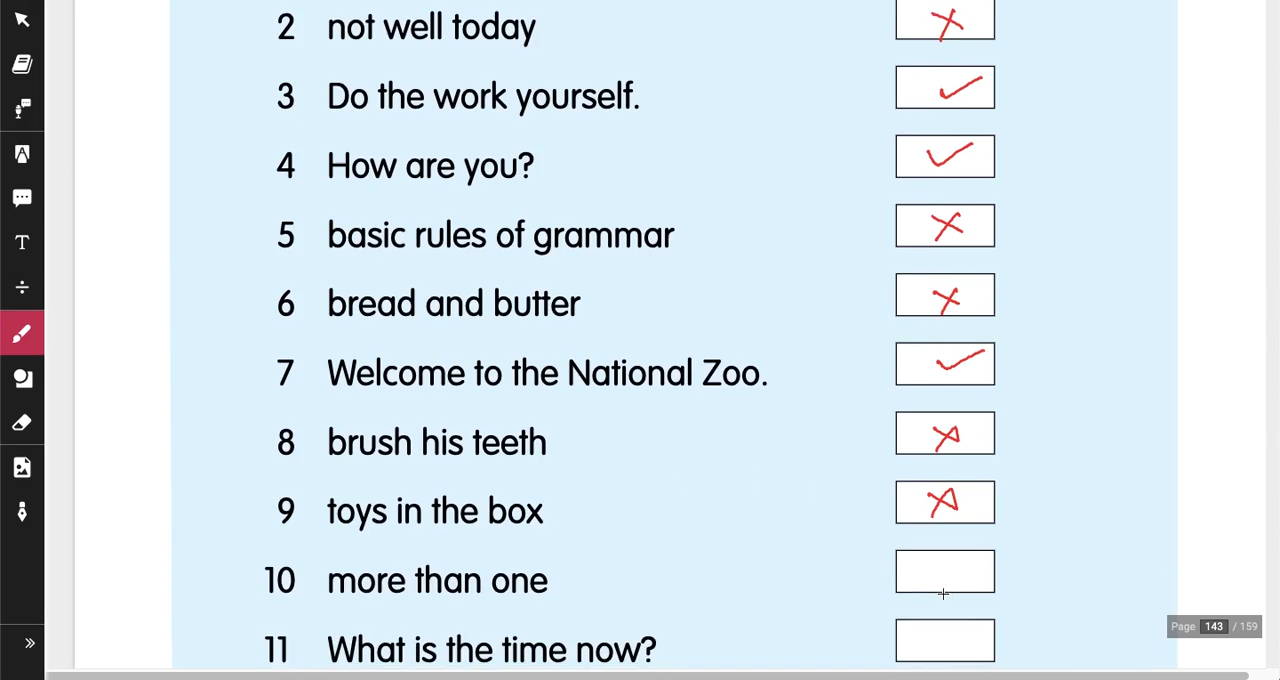 2 not well today
3 Do the work yourself.
4 How are you?
5 basic rules of grammar
6 bread and butter
7 Welcome to the National Zoo.
8 brush his teeth
9 toys in the box
10 more than one
Page 143 / 159
11 What is the time now?